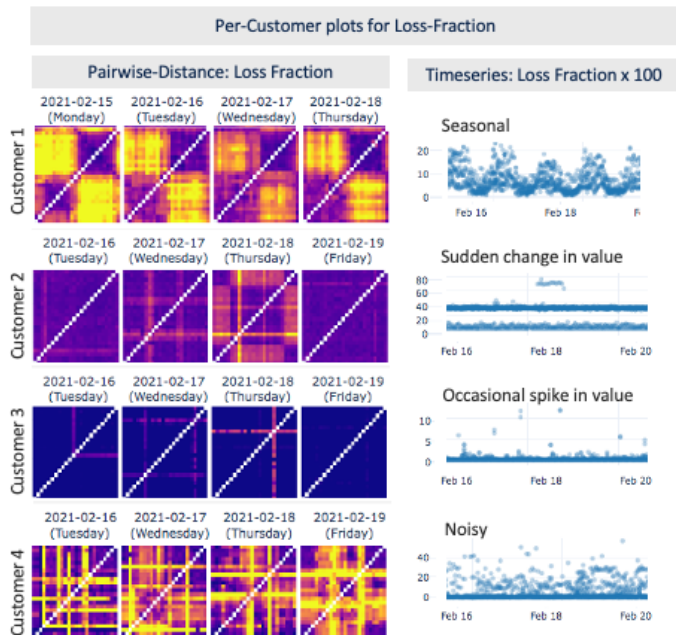 Per-Customer plots for Loss-Fraction
Pairwise-Distance: Loss Fraction
Timeseries: Loss Fraction x 100
Customer 1
2021-02-15 2021-02-16 2021-02-17 2021-02-18
(Monday) (Tuesday) (Wednesday) (Thursday)
Seasonal
20
10
0
Feb 16 Feb 18 F
Customer 2
2021-02-16 2021-02-17 2021-02-18 2021-02-19
(Tuesday) (Wednesday) (Thursday) (Friday)
Sudden change in value
80
60
40
20
0
Feb 16 Feb 18 Feb 20
Customer 3
2021-02-16 2021-02-17 2021-02-18 2021-02-19
(Tuesday) (Wednesday) (Thursday) (Friday)
Occasional spike in value
10
5
0
Feb 16 Feb 18 Feb 20
Customer 4
2021-02-16 2021-02-17 2021-02-18 2021-02-19
(Tuesday) (Wednesday) (Thursday) (Friday)
Noisy
40
20
0
Feb 16 Feb 18 Feb 20